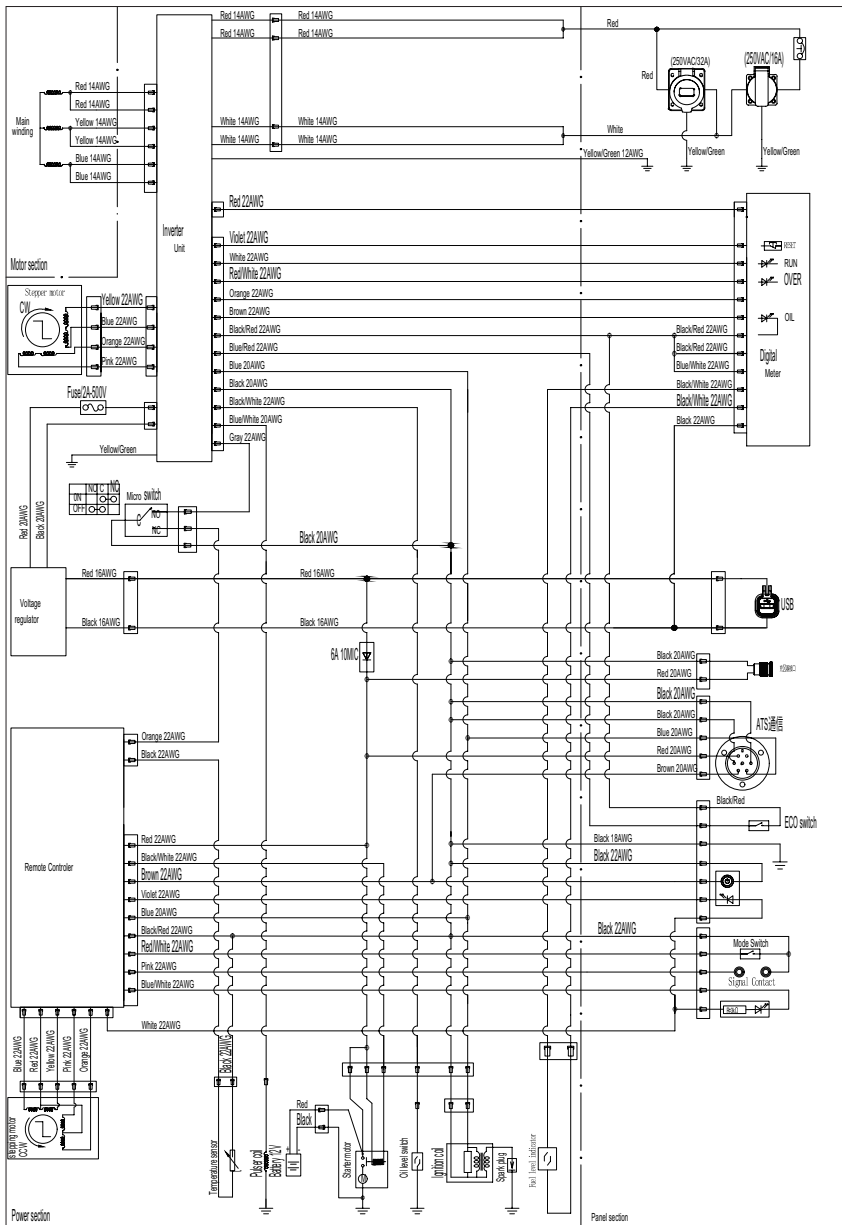 Red 14AWG
Red 14AWG
Red 14AWG
Red 14AWG
Red
(250VAC/32A)
(250VAC/16A)
Red
Main
winding
Red 14AWG
Red 14AWG
Yellow 14AWG
Yellow 14AWG
Blue 14AWG
Blue 14AWG
White 14AWG
White 14AWG
White 14AWG
White 14AWG
White
Yellow/Green 12AWG
Yellow/Green
Yellow/Green
Inverter
Unit
Motor section
Red 22AWG
Violet 22AWG
White 22AWG
Red/White 22AWG
Orange 22AWG
Brown 22AWG
Black/Red 22AWG
Blue/Red 22AWG
Blue 20AWG
Black 20AWG
Black/White 22AWG
Blue/White 20AWG
Gray 22AWG
RESET
RUN
OVER
OIL
Digital
Meter
Black/Red 22AWG
Black/Red 22AWG
Blue/White 22AWG
Black/White 22AWG
Black/White 22AWG
Black 22AWG
Stepper motor
CW
Yellow 22AWG
Blue 22AWG
Orange 22AWG
Pink 22AWG
Fuse/2A-500V
Yellow/Green
Red 20AWG
Black 20AWG
NO C NC
ON
OFF
Micro switch
NO
NC
Black 20AWG
Voltage
regulator
Red 16AWG
Red 16AWG
Black 16AWG
Black 16AWG
USB
6A 10MIC
Black 20AWG
Red 20AWG
Black 20AWG
Black 20AWG
Blue 20AWG
Red 20AWG
Brown 20AWG
ATS通信
Black/Red
ECO switch
Black 18AWG
Black 22AWG
Remote Controler
Orange 22AWG
Black 22AWG
Red 22AWG
Black/White 22AWG
Brown 22AWG
Violet 22AWG
Blue 20AWG
Black/Red 22AWG
Red/White 22AWG
Pink 22AWG
Blue/White 22AWG
White 22AWG
Black 22AWG
Mode Switch
Signal Contact
Blue 22AWG
Red 22AWG
Yellow 22AWG
Pink 22AWG
Orange 22AWG
Stepping motor
CCW
Black 22AWG
Temperature sensor
Pulser coil
Battery 12V
Red
Black
Starter motor
Oil level switch
Ignition coil
Spark plug
Fuel level Indicator
Power section
Panel section